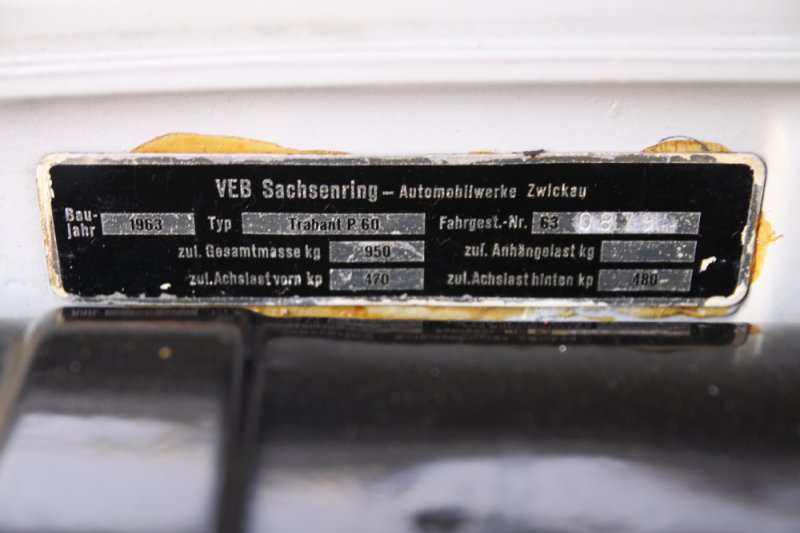 VEB Sachsenring – Automobilwerke Zwickau
Bau-jahr 1963 Typ Trabant P 60 Fahrgest.-Nr. 63
zul. Gesamtmasse kg 950 zul. Anhängelast kg
zul. Achslast vorn kp 470 zul. Achslast hinten kp 480